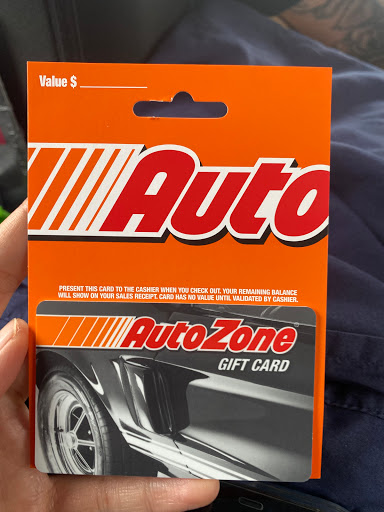 Value $
Auto
PRESENT THIS CARD TO THE CASHIER WHEN YOU CHECK OUT. YOUR REMAINING BALANCE
WILL SHOW ON YOUR SALES RECEIPT. CARD HAS NO VALUE UNTIL VALIDATED BY CASHIER.
AutoZone
GIFT CARD